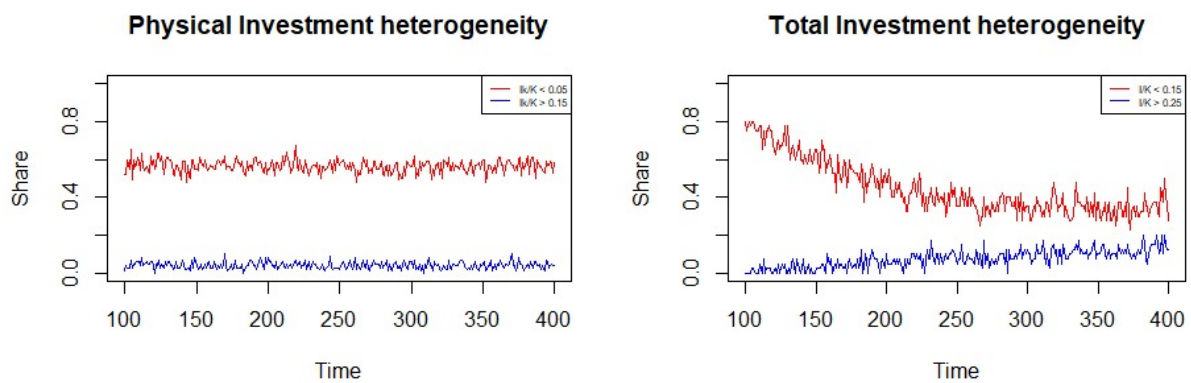 Physical Investment heterogeneity
Ik/K < 0.05
Ik/K > 0.15
Share
0.8
0.4
0.0
100 150 200 250 300 350 400
Time
Total Investment heterogeneity
I/K < 0.15
I/K > 0.25
Share
0.8
0.4
0.0
100 150 200 250 300 350 400
Time